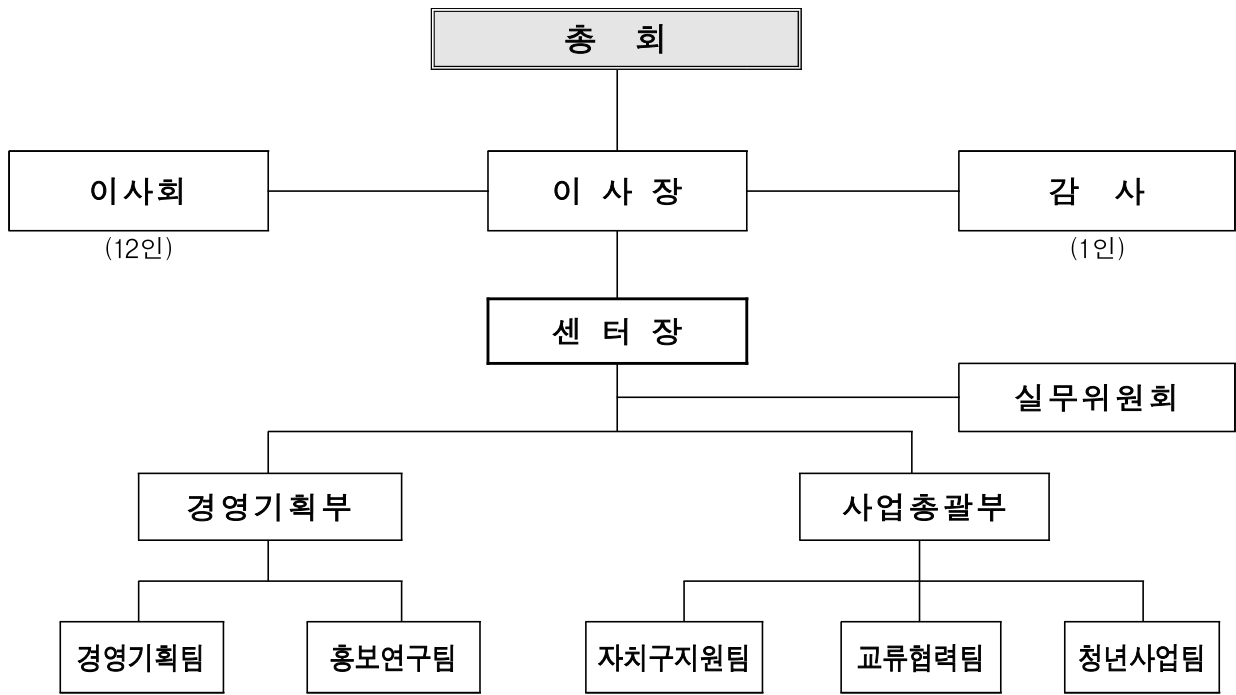 총 회
이사회
이 사 장
감 사
(12인)
(1인)
센 터 장
실무위원회
경영기획부
사업총괄부
경영기획팀
홍보연구팀
자치구지원팀
교류협력팀
청년사업팀